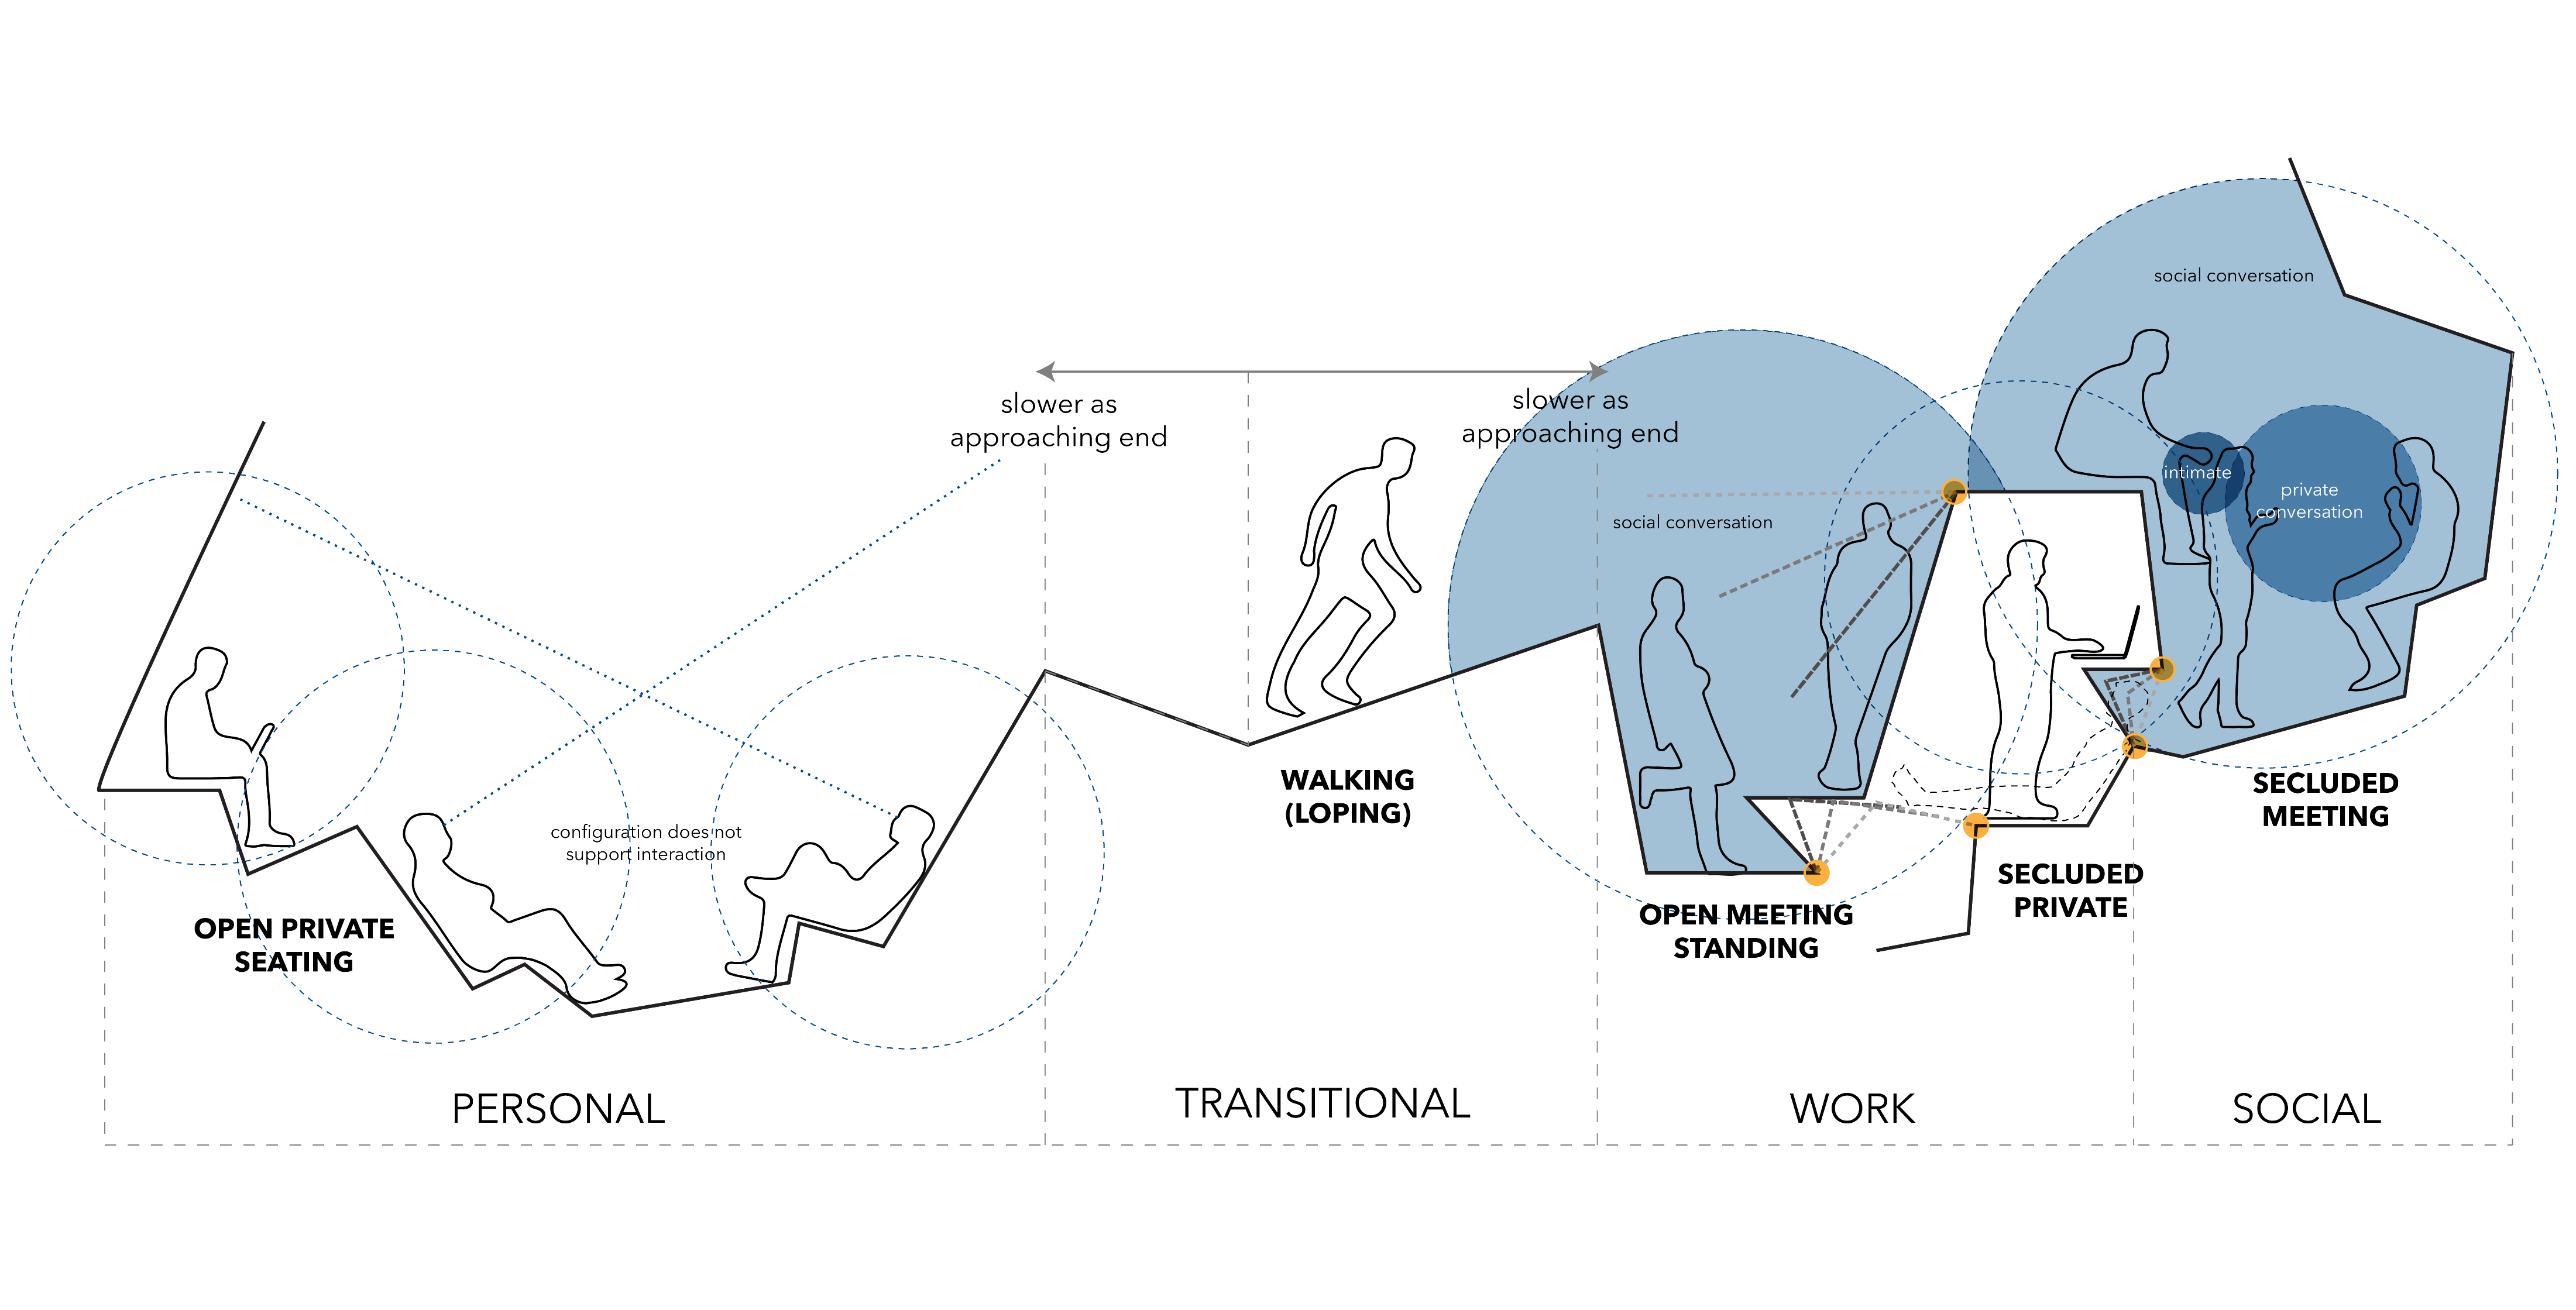 social conversation
slower as
approaching end
slower as
approaching end
intimate
private
conversation
social conversation
WALKING
(LOPING)
SECLUDED
MEETING
configuration does not
support interaction
SECLUDED
PRIVATE
OPEN PRIVATE
SEATING
OPEN MEETING
STANDING
PERSONAL
TRANSITIONAL
WORK
SOCIAL